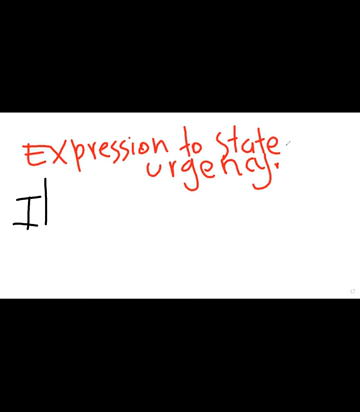 Expression to state
urgency.
I